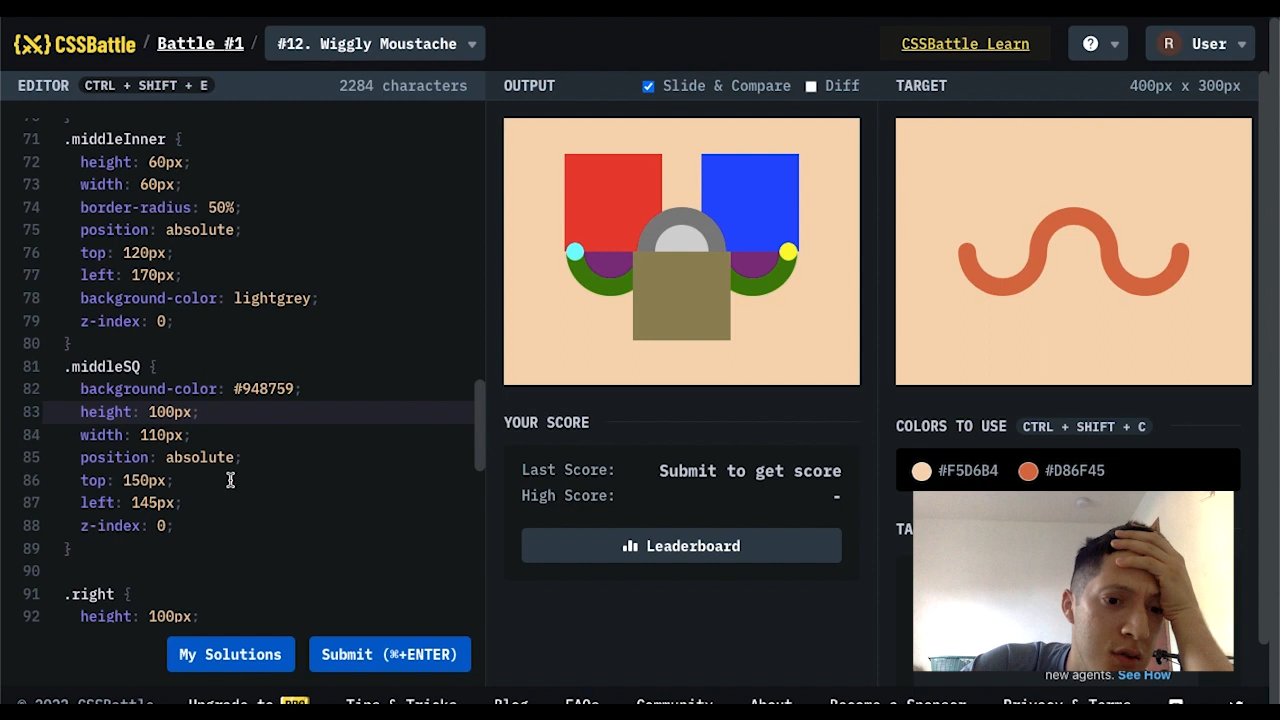 {X} CSSBattle / Battle #1 / #12. Wiggly Moustache
CSSBattle Learn
R User
EDITOR CTRL + SHIFT + E 2284 characters
OUTPUT Slide & Compare Diff
TARGET 400px x 300px
71 .middleInner {
72 height: 60px;
73 width: 60px;
74 border-radius: 50%;
75 position: absolute;
76 top: 120px;
77 left: 170px;
78 background-color: lightgrey;
79 z-index: 0;
80 }
81 .middleSQ {
82 background-color: #948759;
83 height: 100px;
84 width: 110px;
85 position: absolute;
86 top: 150px;
87 left: 145px;
88 z-index: 0;
89 }
90
91 .right {
92 height: 100px;
My Solutions Submit (⌘+ENTER)
YOUR SCORE
Last Score: Submit to get score
High Score: -
Leaderboard
COLORS TO USE CTRL + SHIFT + C
#F5D6B4 #D86F45
TA
new agents. See How